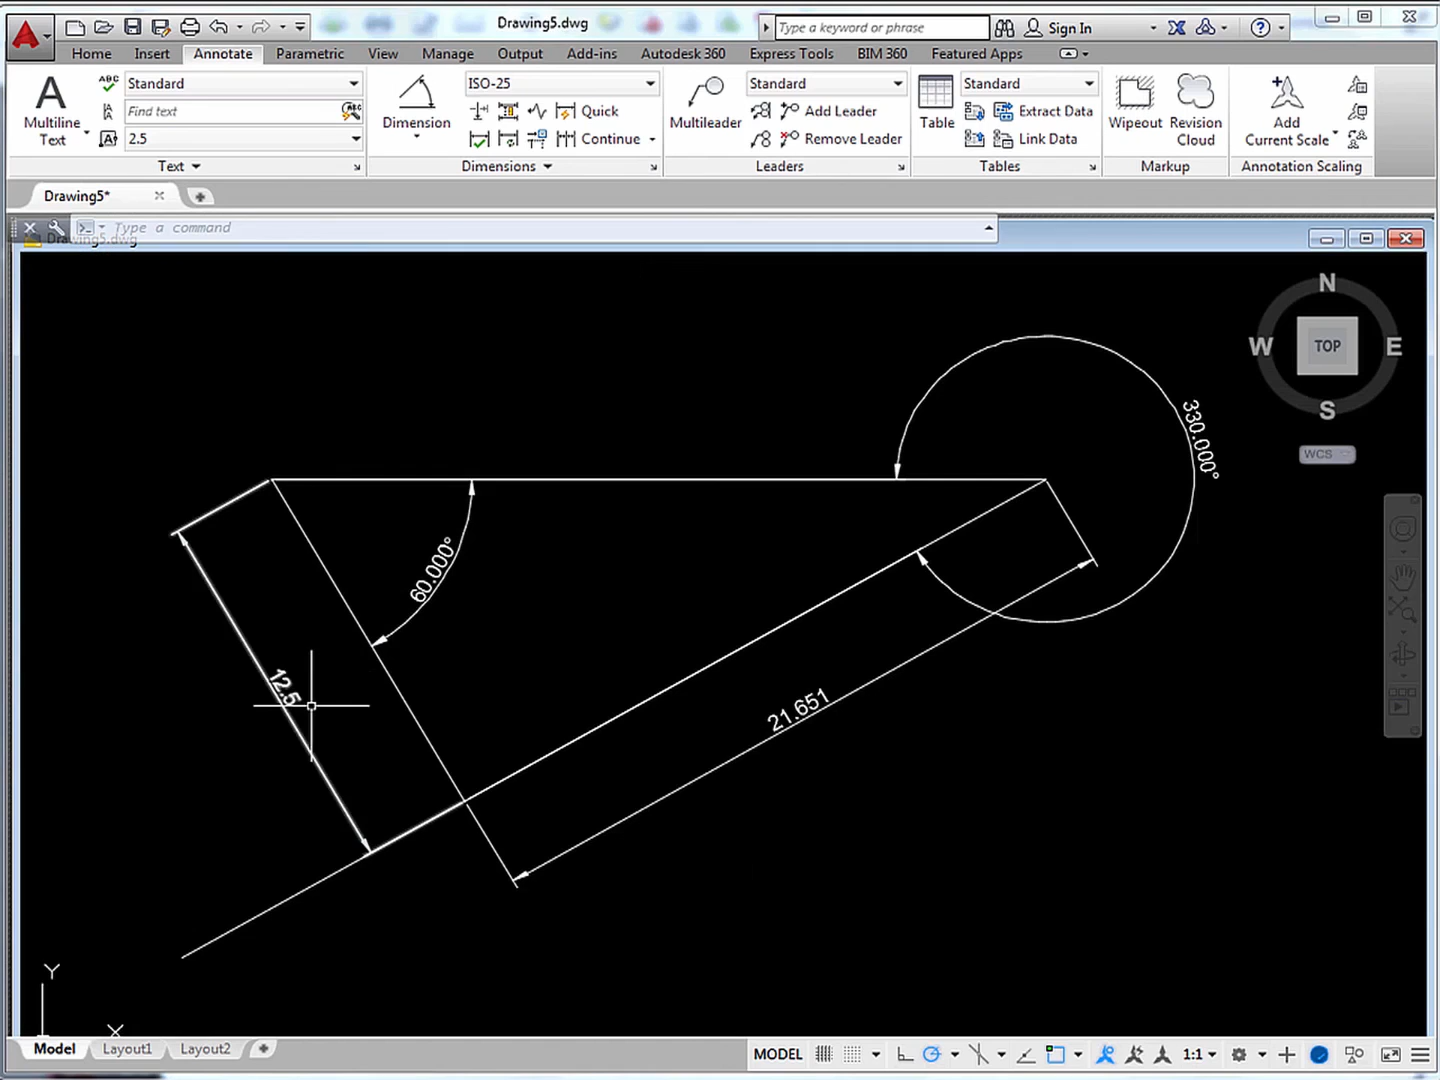 Drawing5.dwg
Type a keyword or phrase
Sign In
Home Insert Annotate Parametric View Manage Output Add-ins Autodesk 360 Express Tools BIM 360 Featured Apps
A
Multiline
Text
ABC
Standard
Find text
ABC
A
2.5
Text
Dimension
ISO-25
Quick
Continue
Dimensions
Multileader
Standard
Add Leader
Remove Leader
Leaders
Table
Standard
Extract Data
Link Data
Tables
Wipeout
Revision
Cloud
Markup
Add
Current Scale
Annotation Scaling
Drawing5*
Type a command
Drawing5.dwg
N
W TOP E
S
WCS
330.000°
60.000°
12.5
21.651
Y
X
Model Layout1 Layout2
MODEL 1:1